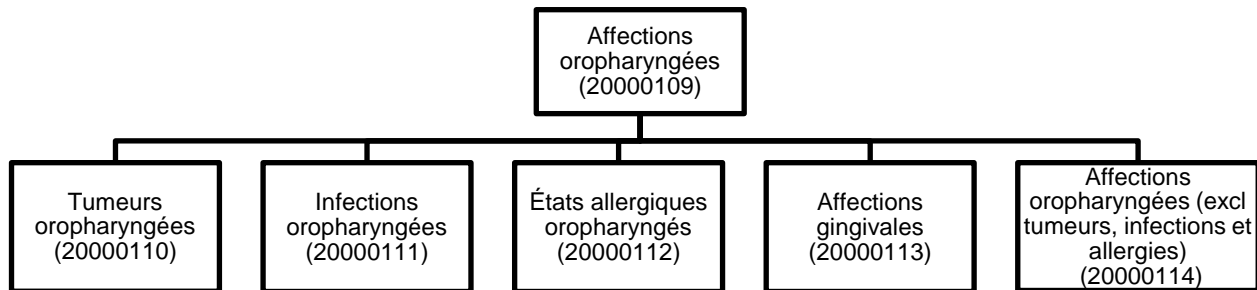 Affections
oropharyngées
(20000109)
Tumeurs
oropharyngées
(20000110)
Infections
oropharyngées
(20000111)
États allergiques
oropharyngés
(20000112)
Affections
gingivales
(20000113)
Affections
oropharyngées (excl
tumeurs, infections et
allergies)
(20000114)